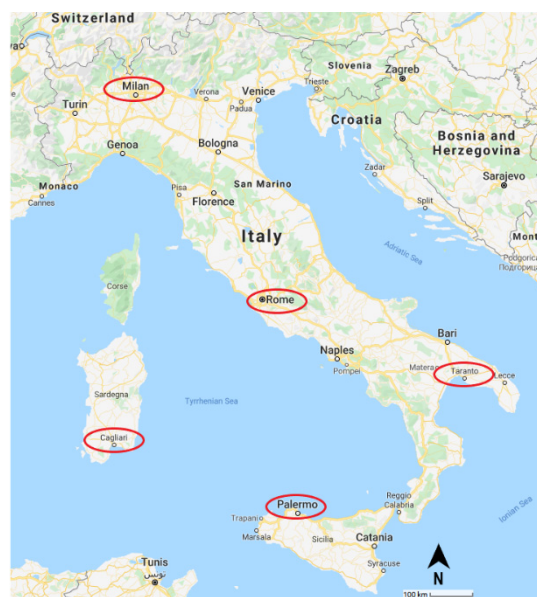 Switzerland
Milan
Turin
Verona
Padua
Venice
Trieste
Slovenia
Zagreb
Croatia
Bosnia and
Herzegovina
Sarajevo
Genoa
Bologna
Monaco
Cannes
Pisa
Florence
San Marino
Zadar
Split
Italy
Adriatic Sea
Podgorica
Подгорица
Corse
Rome
Bari
Naples
Pompei
Matera
Taranto
Lecce
Sardegna
Tyrrhenian Sea
Cagliari
Palermo
Trapani
Marsala
Sicilia
Reggio
Calabria
Catania
Syracuse
Ionian Sea
Tunis
تونس
N
100 km